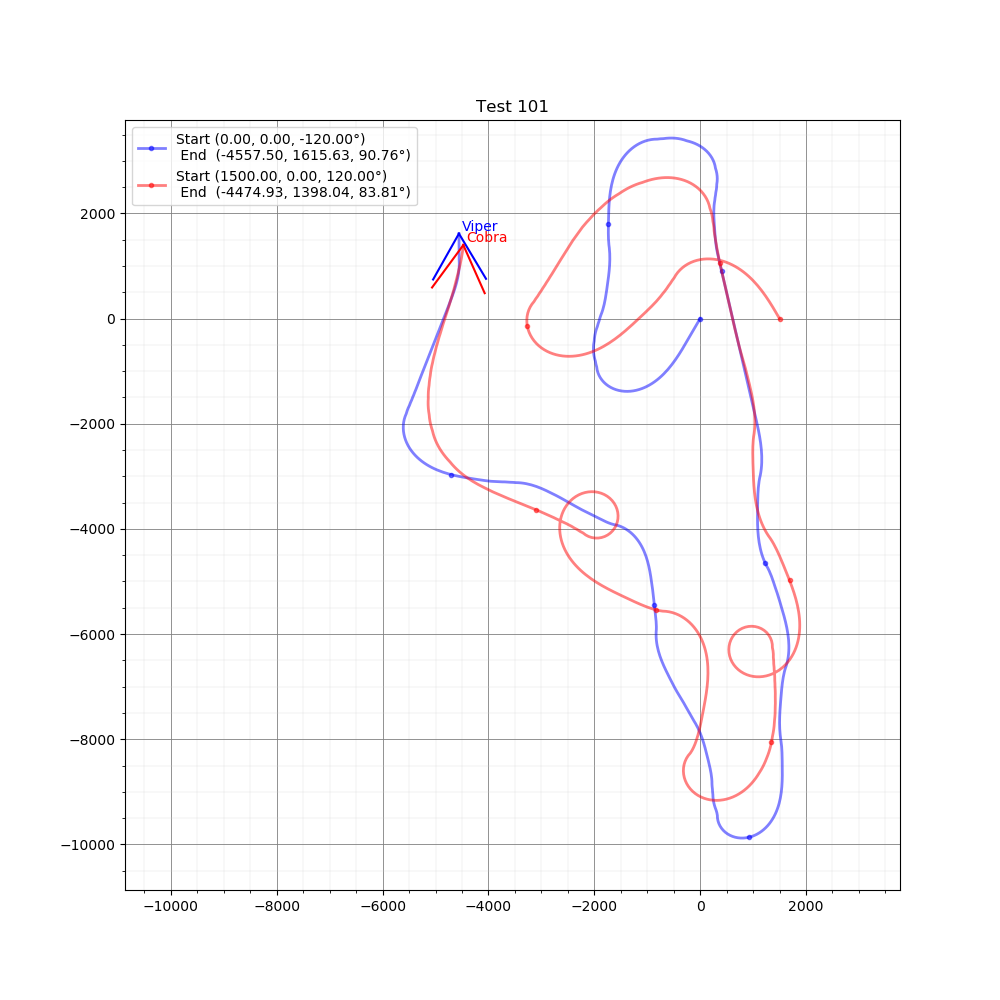 Test 101
Start (0.00, 0.00, -120.00°)
End  (-4557.50, 1615.63, 90.76°)
Start (1500.00, 0.00, 120.00°)
End  (-4474.93, 1398.04, 83.81°)
Viper
Cobra
2000
0
−2000
−4000
−6000
−8000
−10000
−10000 −8000 −6000 −4000 −2000 0 2000